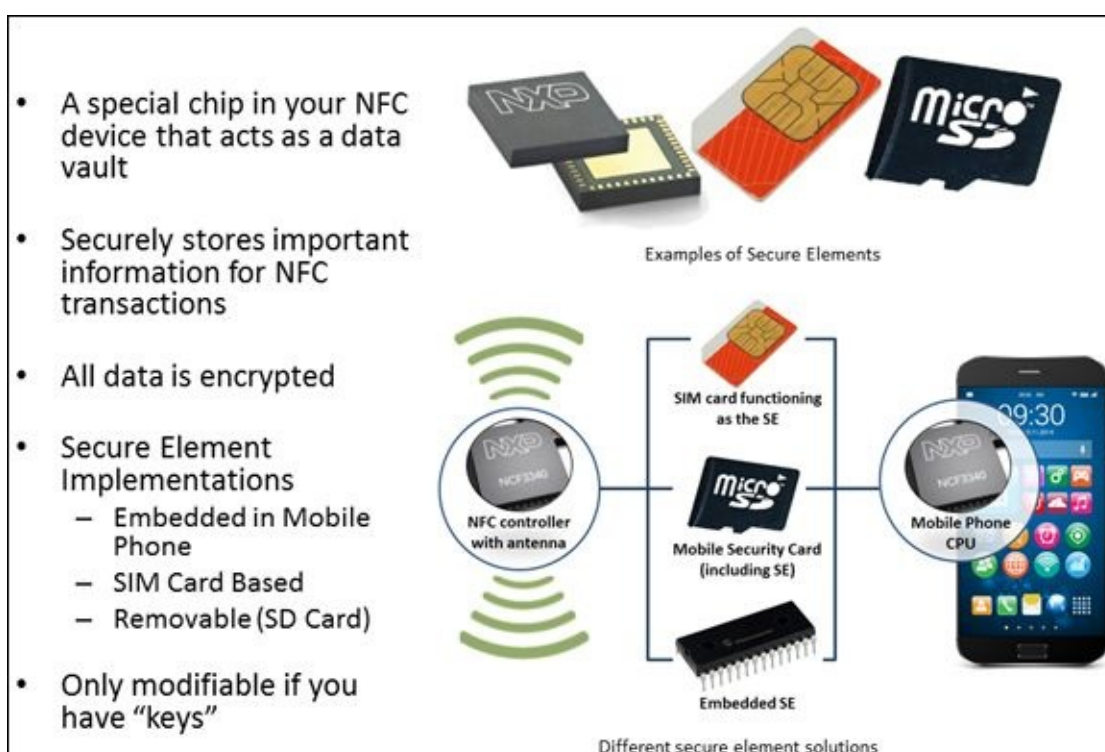 • A special chip in your NFC
device that acts as a data
vault
• Securely stores important
information for NFC
transactions
• All data is encrypted
• Secure Element
Implementations
– Embedded in Mobile
Phone
– SIM Card Based
– Removable (SD Card)
• Only modifiable if you
have “keys”
NXP
micro
SD
Examples of Secure Elements
SIM card functioning
as the SE
NXP
NCF3340
NFC controller
with antenna
micro
SD
Mobile Security Card
(including SE)
Embedded SE
09:30
NXP
NCF3340
Mobile Phone
CPU
Different secure element solutions